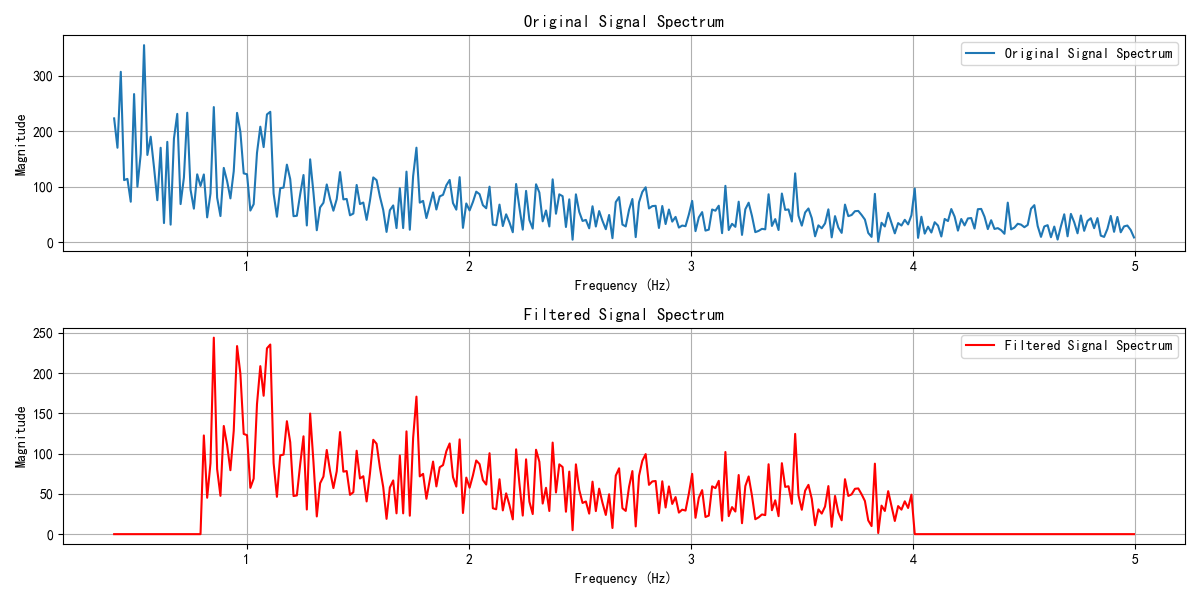 Original Signal Spectrum
Original Signal Spectrum
300
200
100
0
Magnitude
1 2 3 4 5
Frequency (Hz)
Filtered Signal Spectrum
Filtered Signal Spectrum
250
200
150
100
50
0
Magnitude
1 2 3 4 5
Frequency (Hz)